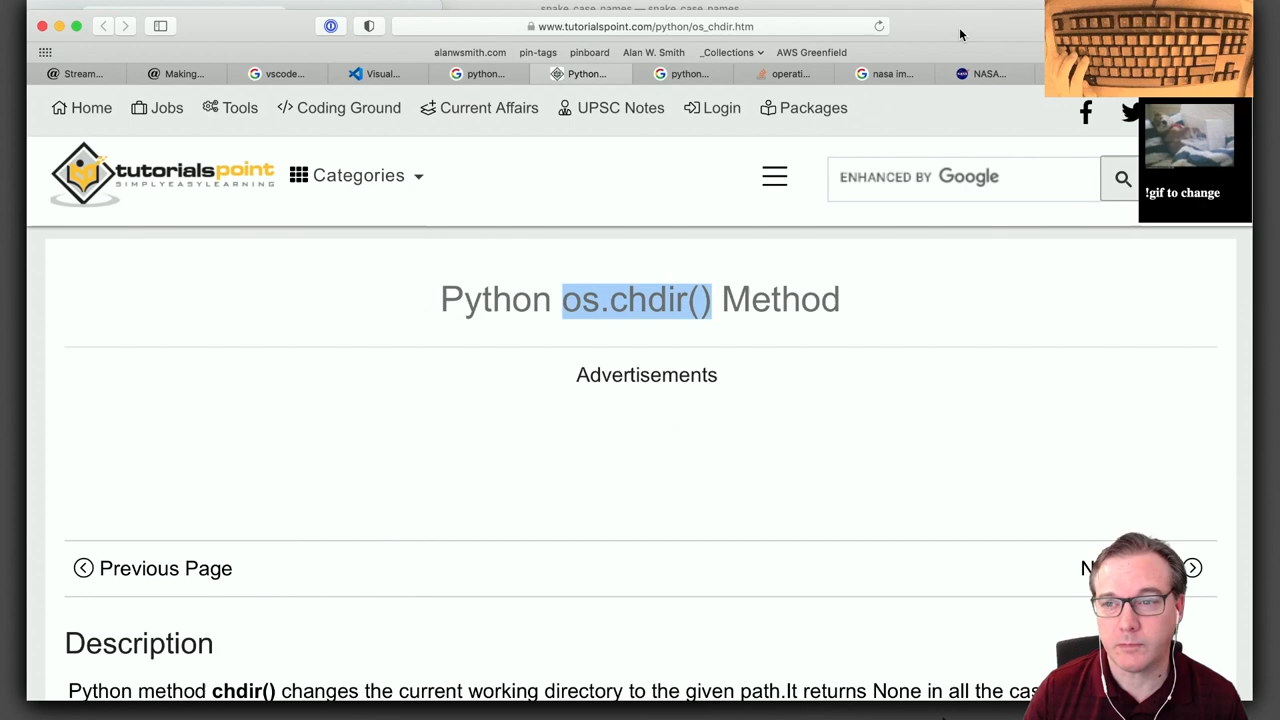 snake_case_names — snake_case_names
www.tutorialspoint.com/python/os_chdir.htm
alanwsmith.com pin-tags pinboard Alan W. Smith _Collections AWS Greenfield
Stream... Making... vscode... Visual... python... Python... python... operati... nasa im... NASA...
Home Jobs Tools Coding Ground Current Affairs UPSC Notes Login Packages
tutorialspoint
SIMPLYEASYLEARNING
Categories
ENHANCED BY Google
!gif to change
Python os.chdir() Method
Advertisements
Previous Page
Description
Python method chdir() changes the current working directory to the given path.It returns None in all the